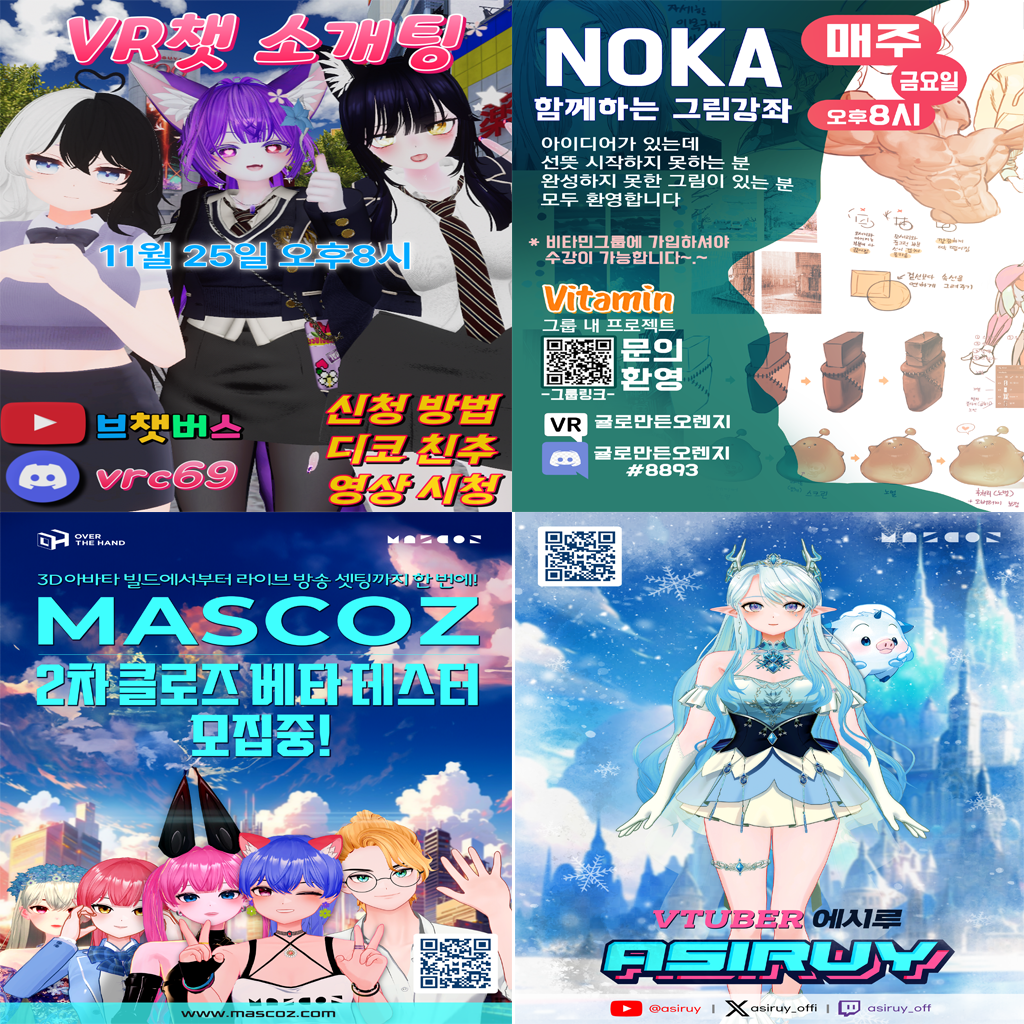 VR챗 소개팅
11월 25일 오후8시
브챗버스
vrc69
신청 방법
디코 친추
영상 시청
NOKA
함께하는 그림강좌
매주
금요일
오후8시
아이디어가 있는데
선뜻 시작하지 못하는 분
완성하지 못한 그림이 있는 분
모두 환영합니다
* 비타민그룹에 가입하셔야
수강이 가능합니다~.~
Vitamin
그룹 내 프로젝트
문의
환영
-그룹링크-
VR 귤로만든오렌지
귤로만든오렌지
#8893
OVER
THE HAND
MASCOZ
3D아바타 빌드에서부터 라이브 방송 셋팅까지 한 번에!
MASCOZ
2차 클로즈 베타 테스터
모집중!
MASCOZ
www.mascoz.com
MASCOZ
VTUBER 에시루
ASIRUY
@asiruy | asiruy_offi | asiruy_off